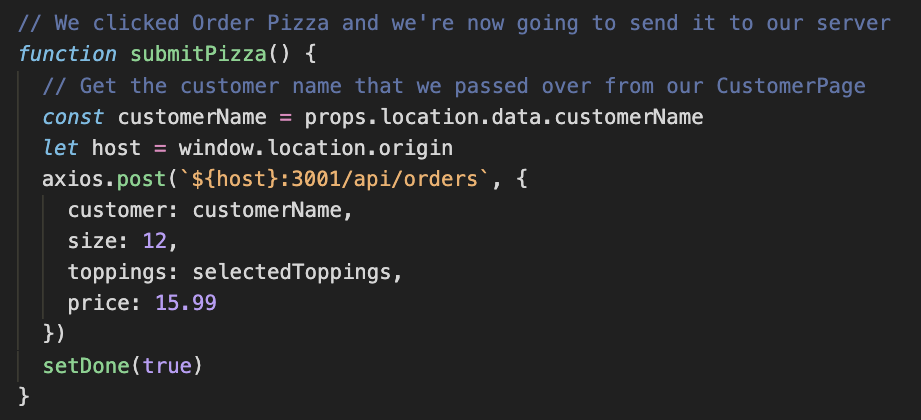 // We clicked Order Pizza and we're now going to send it to our server
function submitPizza() {
// Get the customer name that we passed over from our CustomerPage
const customerName = props.location.data.customerName
let host = window.location.origin
axios.post(`${host}:3001/api/orders`, {
customer: customerName,
size: 12,
toppings: selectedToppings,
price: 15.99
})
setDone(true)
}